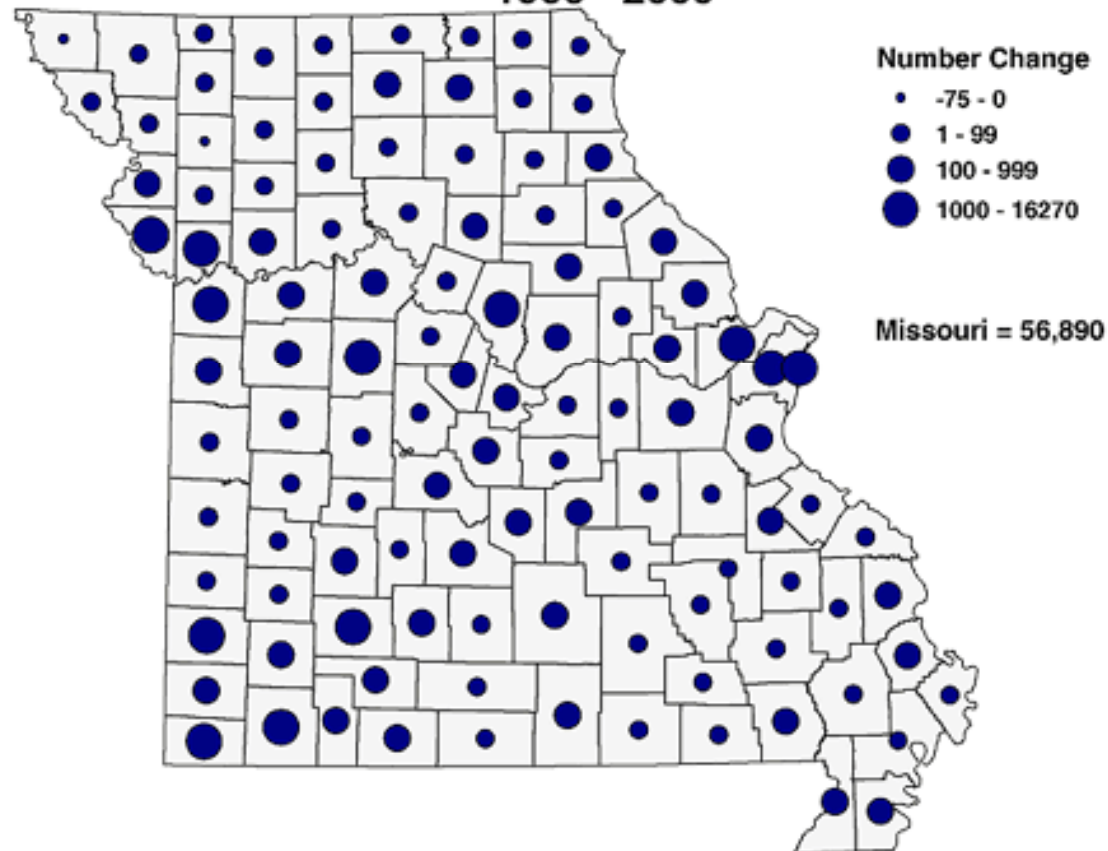 Number Change
-75 - 0
1 - 99
100 - 999
1000 - 16270
Missouri = 56,890